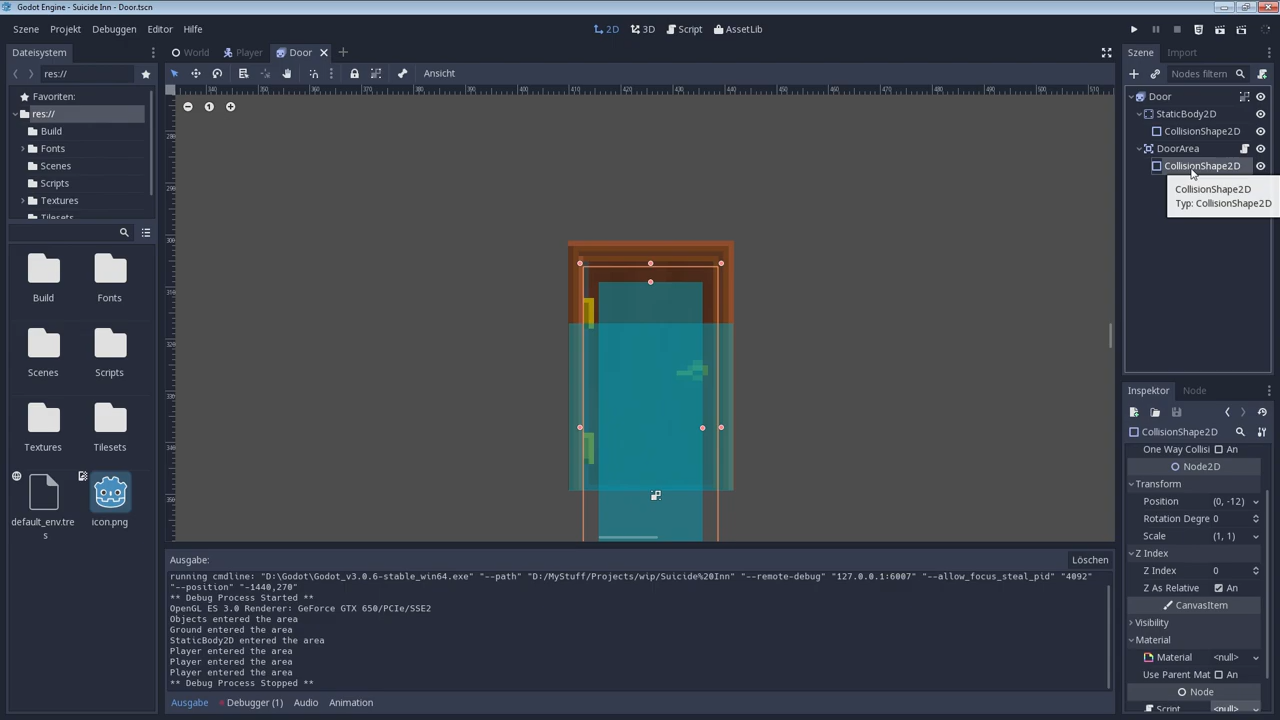 Godot Engine - Suicide Inn - Door.tscn
Szene Projekt Debuggen Editor Hilfe
2D 3D Script AssetLib
Dateisystem
World Player Door
Szene Import
res://
Ansicht
Nodes filtern
Favoriten:
res://
Build
Fonts
Scenes
Scripts
Textures
Tilesets
Door
StaticBody2D
CollisionShape2D
DoorArea
CollisionShape2D
CollisionShape2D
Typ: CollisionShape2D
Build
Fonts
Scenes
Scripts
Textures
Tilesets
default_env.tre
s
icon.png
Inspektor Node
CollisionShape2D
One Way Collisi An
Node2D
Transform
Position (0, -12)
Rotation Degre 0
Scale (1, 1)
Z Index
Z Index 0
Z As Relative An
CanvasItem
Visibility
Material
Material <null>
Use Parent Mat An
Node
Script <null>
Ausgabe: Löschen
running cmdline: "D:\Godot\Godot_v3.0.6-stable_win64.exe" "--path" "D:/MyStuff/Projects/wip/Suicide%20Inn" "--remote-debug" "127.0.0.1:6007" "--allow_focus_steal_pid" "4092"
"--position" "-1440,270"
** Debug Process Started **
OpenGL ES 3.0 Renderer: GeForce GTX 650/PCIe/SSE2
Objects entered the area
Ground entered the area
StaticBody2D entered the area
Player entered the area
Player entered the area
Player entered the area
** Debug Process Stopped **
Ausgabe Debugger (1) Audio Animation